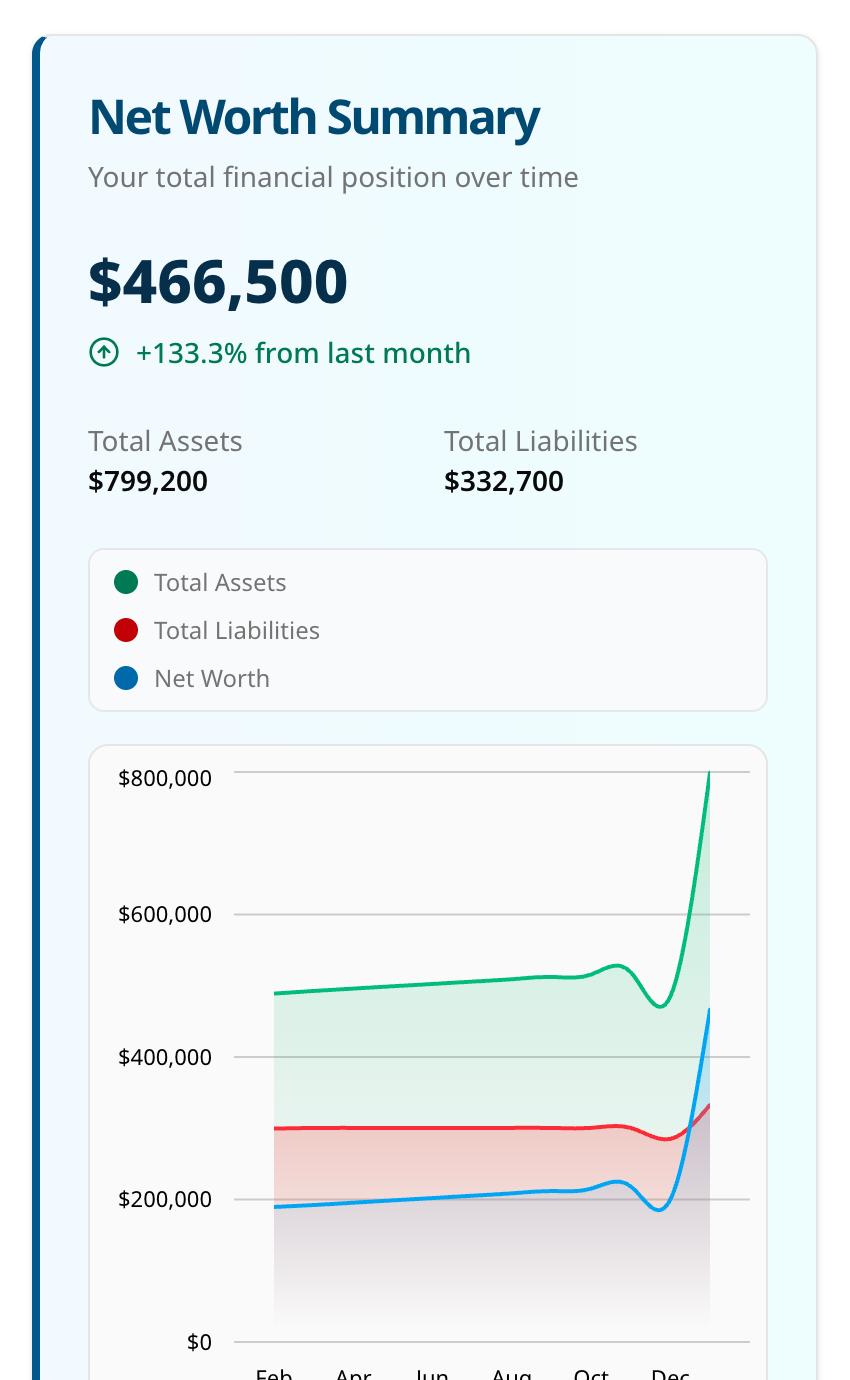 Net Worth Summary
Your total financial position over time
$466,500
+133.3% from last month
Total Assets
Total Liabilities
$799,200
$332,700
Total Assets
Total Liabilities
Net Worth
$800,000
$600,000
$400,000
$200,000
$0
Feb Apr Jun Aug Oct Dec